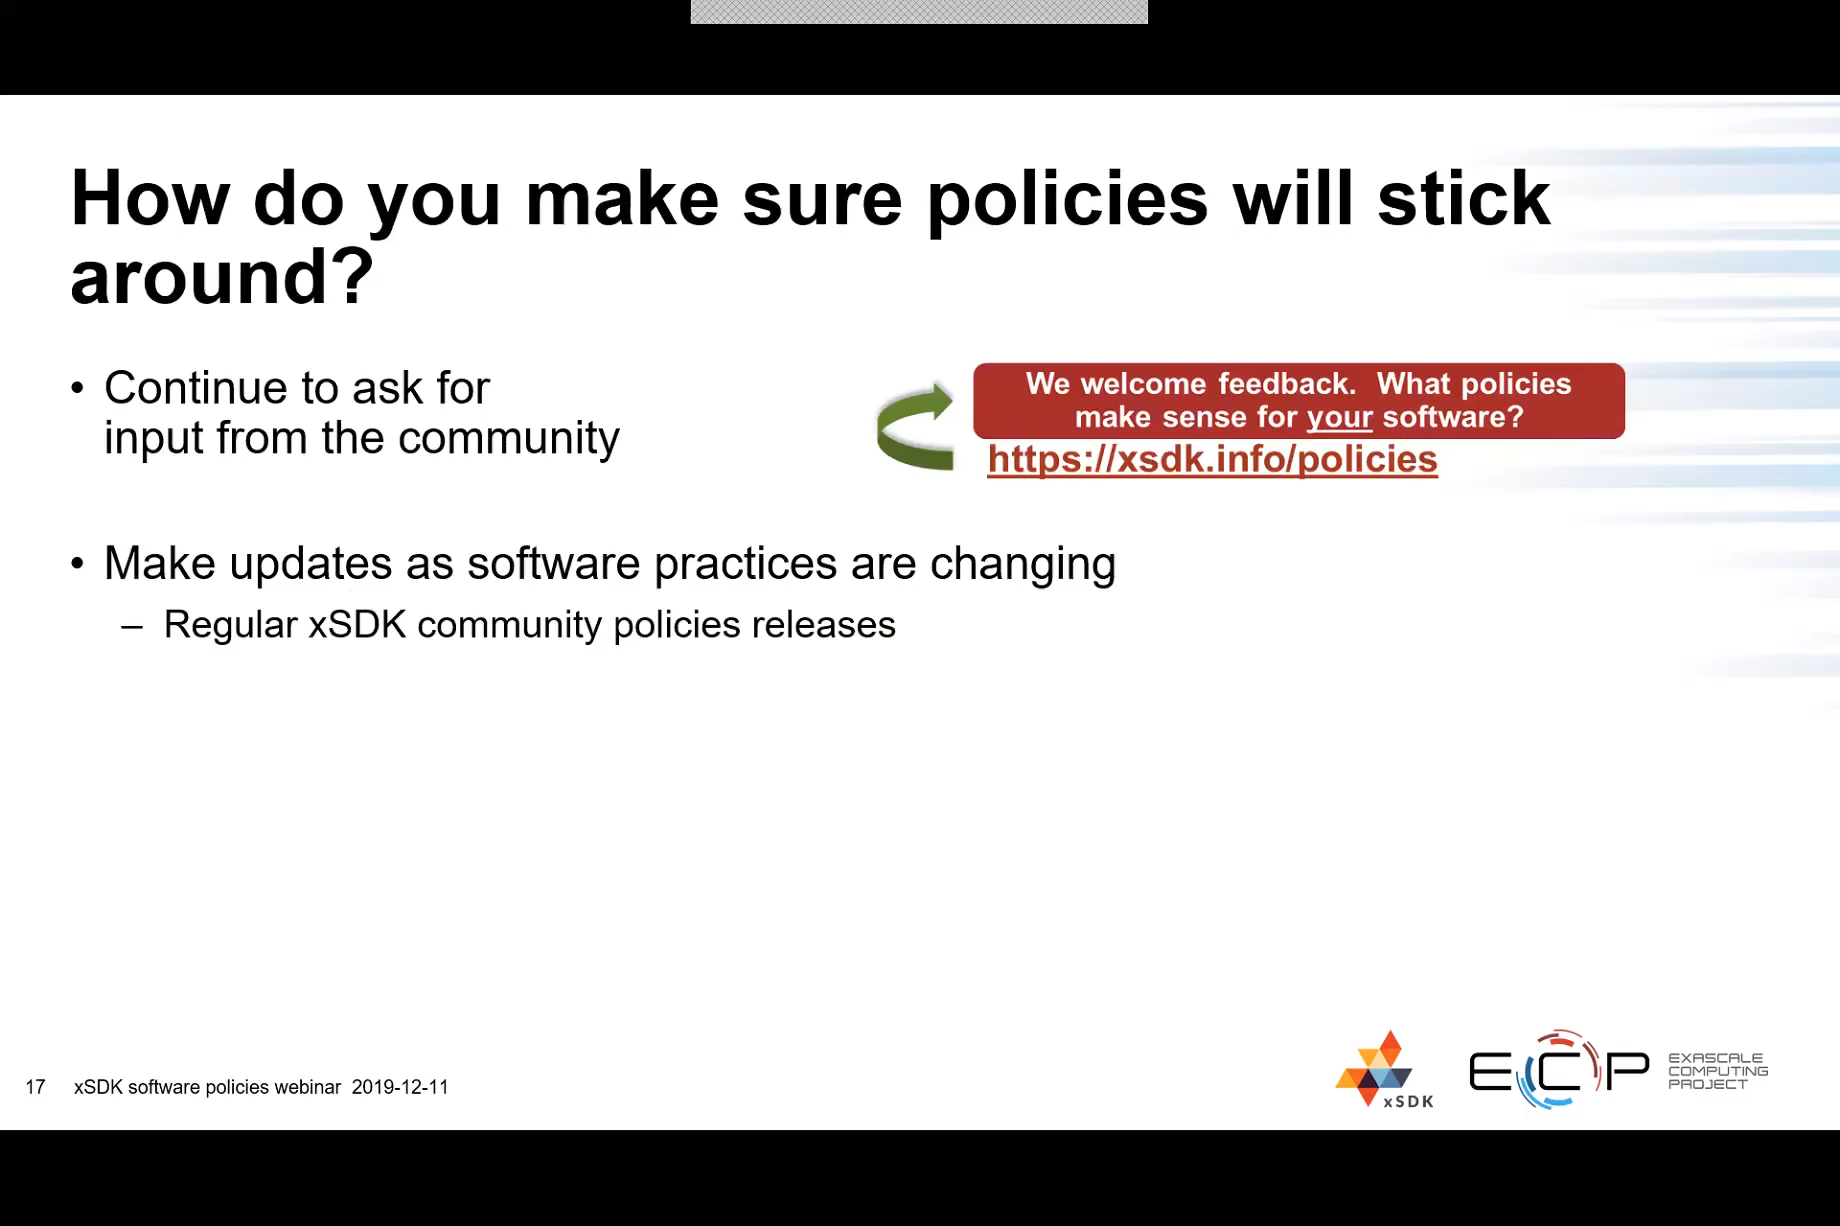 How do you make sure policies will stick
around?
• Continue to ask for
input from the community
We welcome feedback. What policies
make sense for your software?
https://xsdk.info/policies
• Make updates as software practices are changing
– Regular xSDK community policies releases
17 xSDK software policies webinar 2019-12-11
xSDK
ECP
EXASCALE
COMPUTING
PROJECT